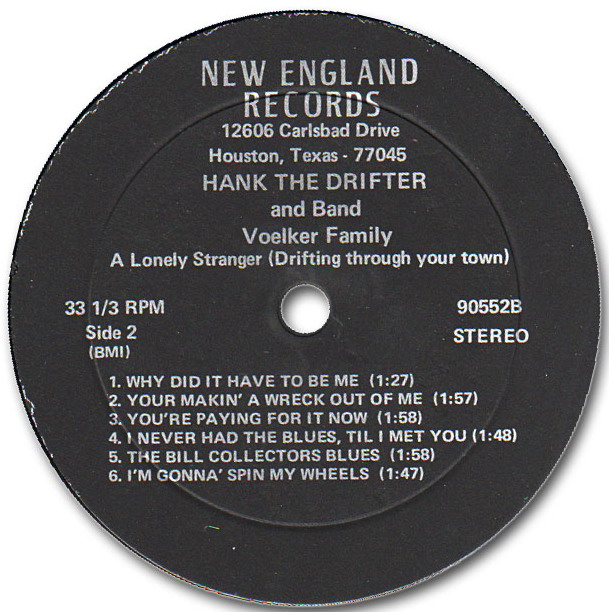 NEW ENGLAND
RECORDS
12606 Carlsbad Drive
Houston, Texas - 77045
HANK THE DRIFTER
and Band
Voelker Family
A Lonely Stranger (Drifting through your town)
33 1/3 RPM
Side 2
(BMI)
90552B
STEREO
1. WHY DID IT HAVE TO BE ME (1:27)
2. YOUR MAKIN' A WRECK OUT OF ME (1:57)
3. YOU'RE PAYING FOR IT NOW (1:58)
4. I NEVER HAD THE BLUES, TIL I MET YOU (1:48)
5. THE BILL COLLECTORS BLUES (1:58)
6. I'M GONNA' SPIN MY WHEELS (1:47)